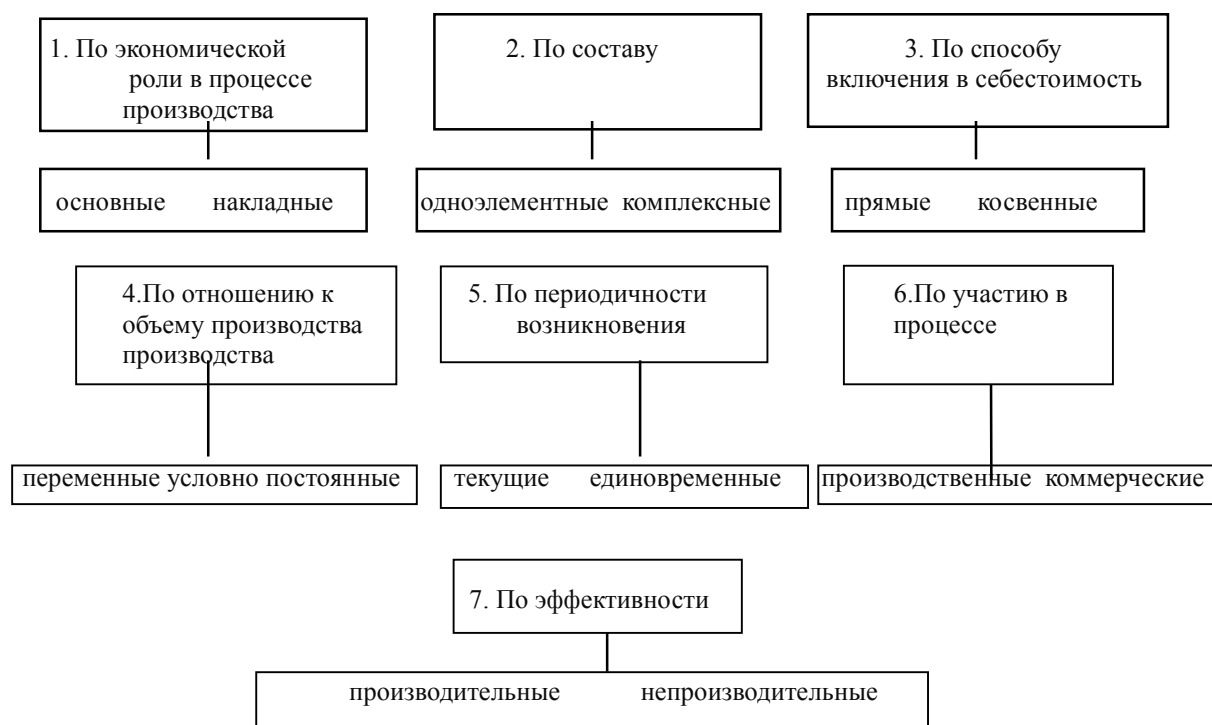 1. По экономической
роли в процессе
производства
2. По составу
3. По способу
включения в себестоимость
основные накладные
одноэлементные комплексные
прямые косвенные
4.По отношению к
объему производства
производства
5. По периодичности
возникновения
6.По участию в
процессе
переменные условно постоянные
текущие единовременные
производственные коммерческие
7. По эффективности
производительные непроизводительные